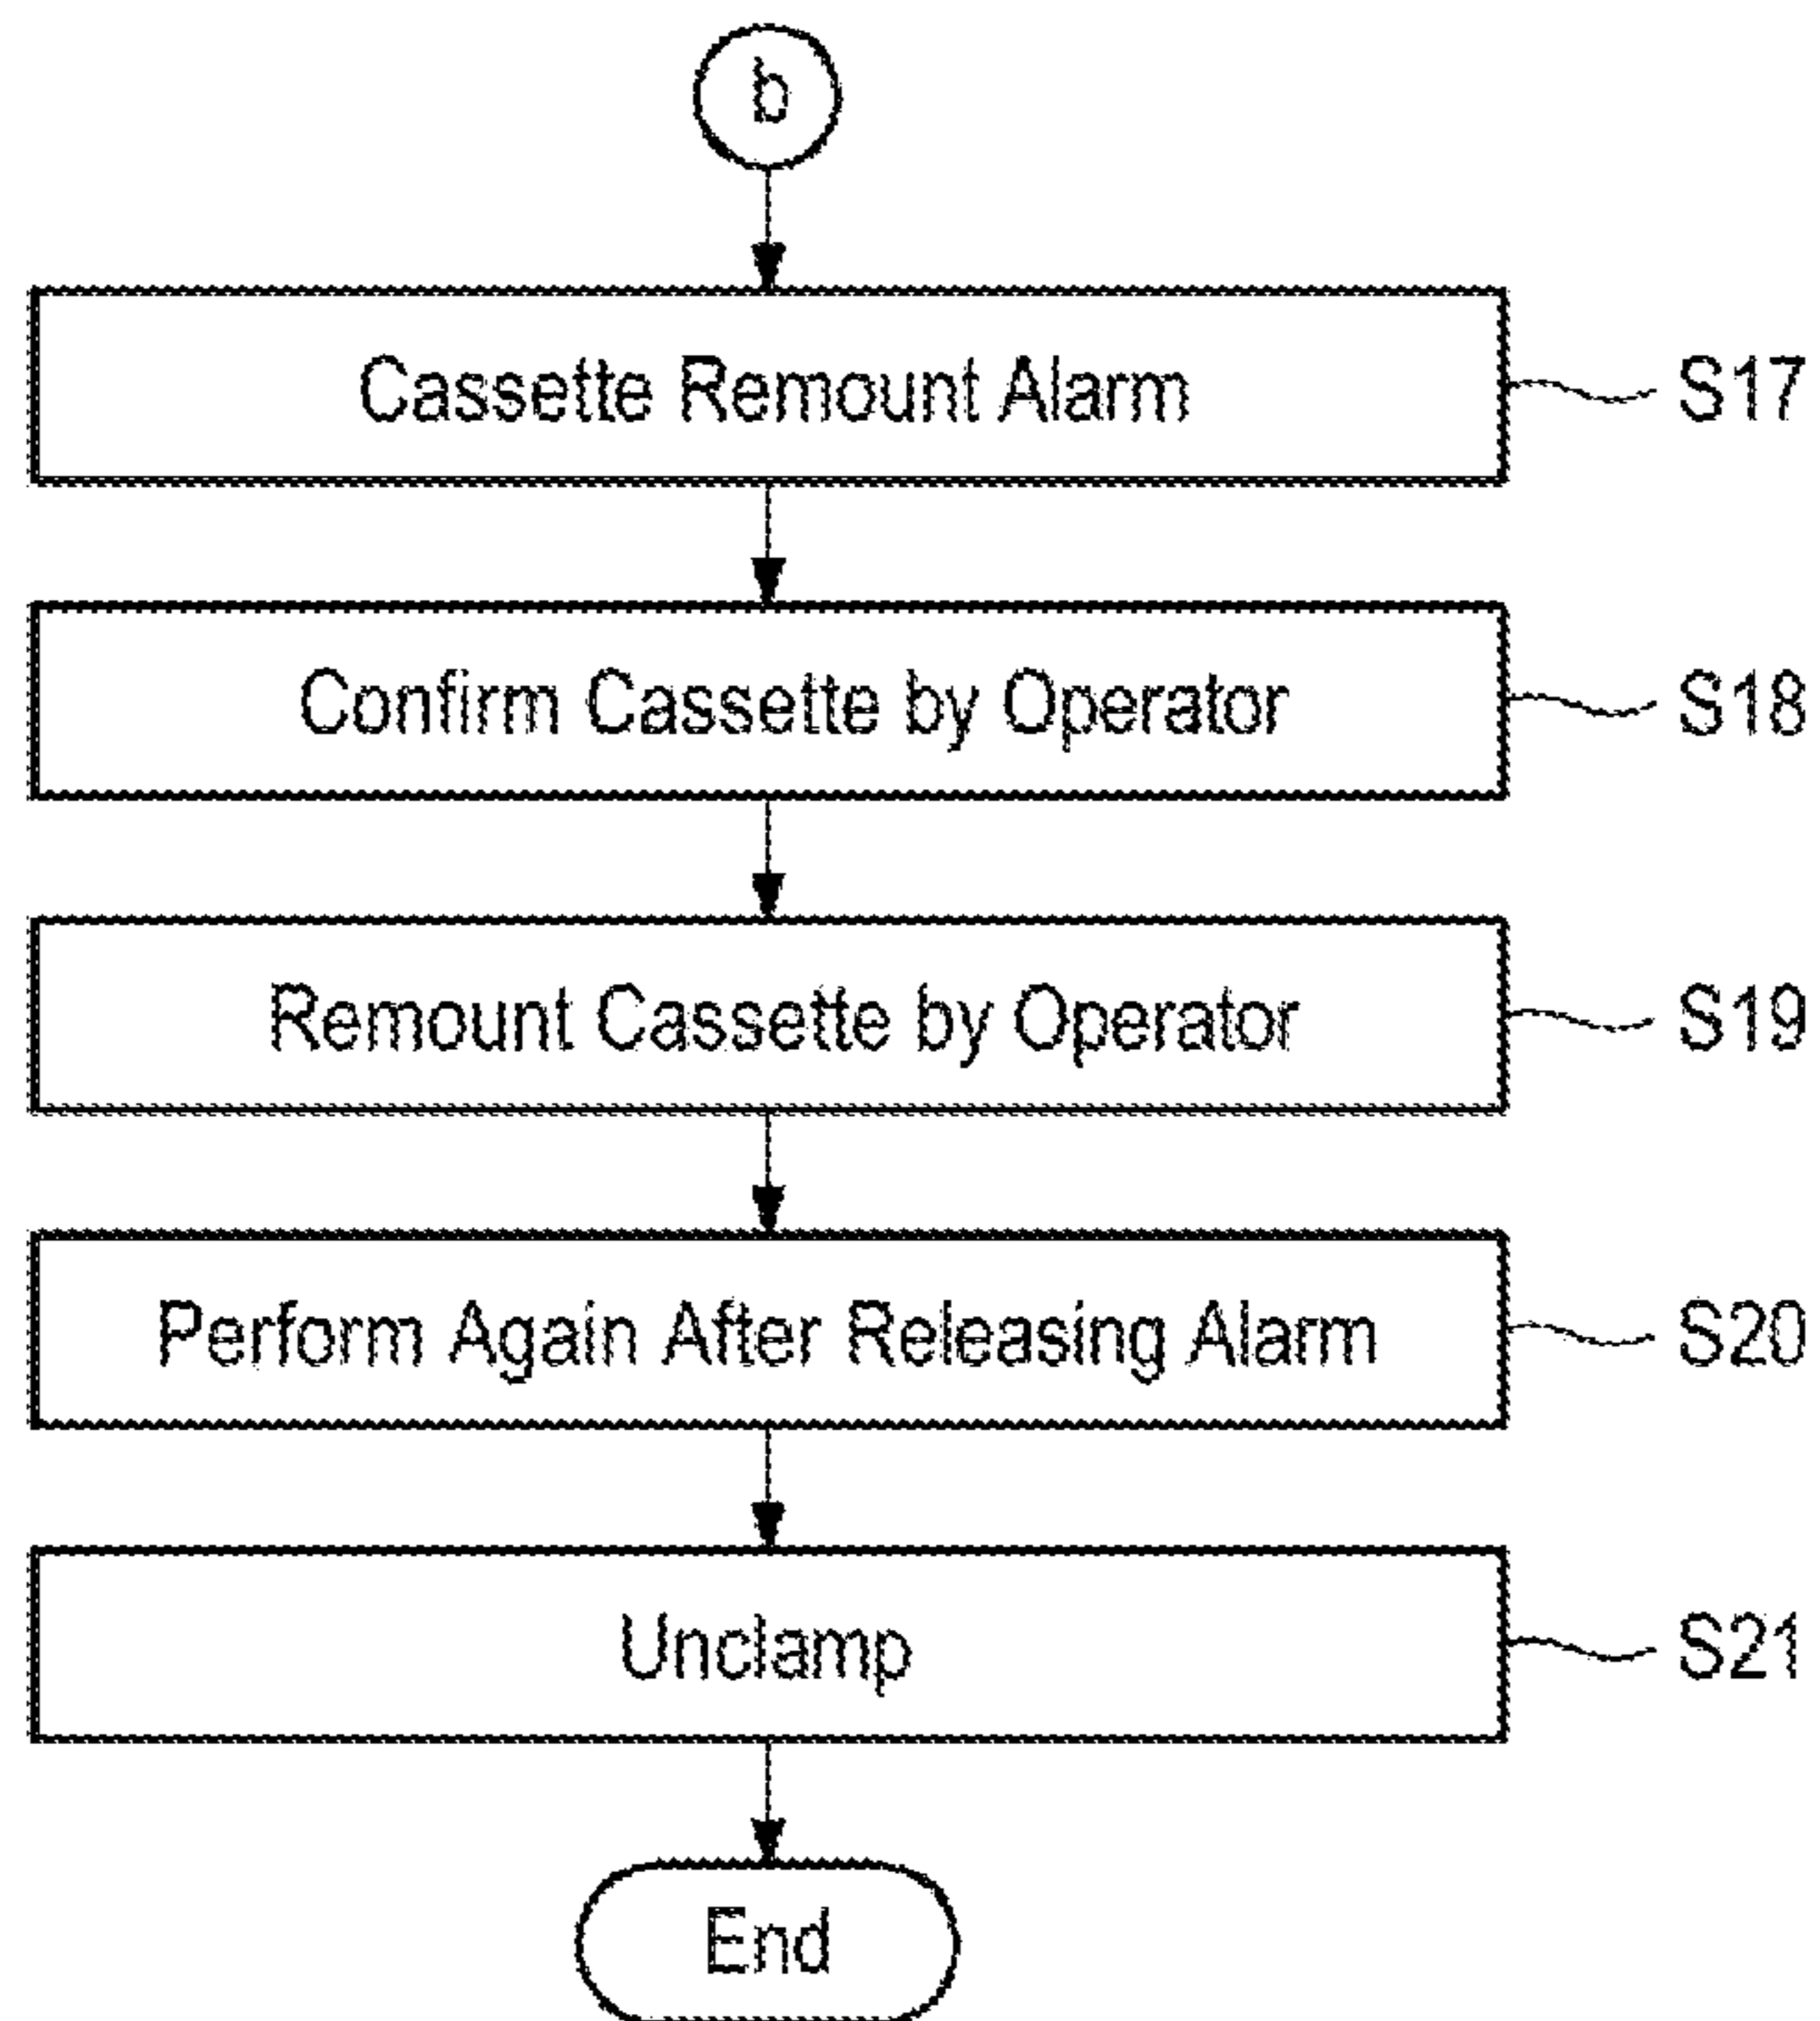 b
Cassette Remount Alarm
S17
Confirm Cassette by Operator
S18
Remount Cassette by Operator
S19
Perform Again After Releasing Alarm
S20
Unclamp
S21
End